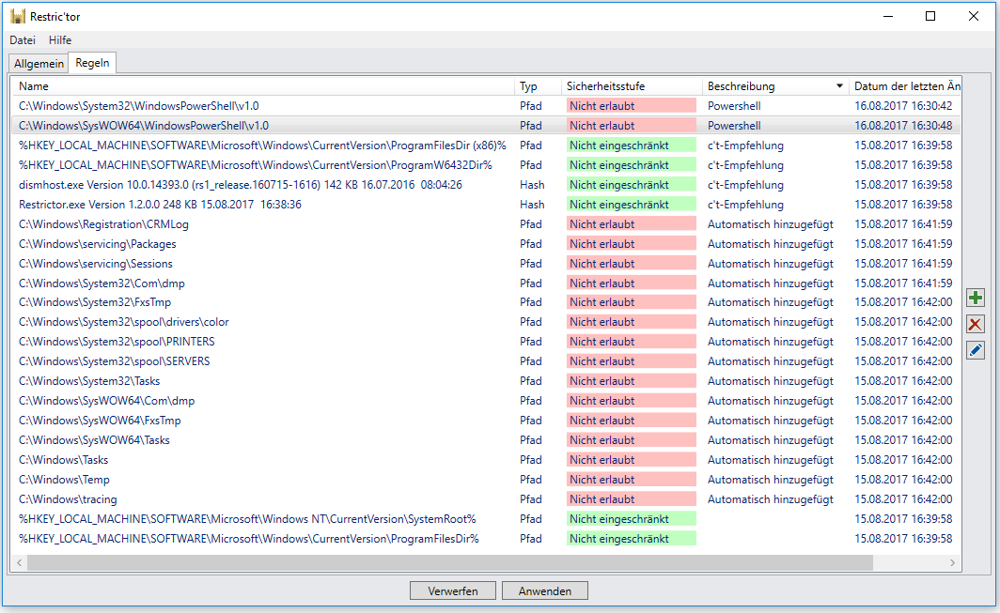 Restric'tor
Datei Hilfe
Allgemein Regeln
Name Typ Sicherheitsstufe Beschreibung Datum der letzten Än
C:\Windows\System32\WindowsPowerShell\v1.0 Pfad Nicht erlaubt Powershell 16.08.2017 16:30:42
C:\Windows\SysWOW64\WindowsPowerShell\v1.0 Pfad Nicht erlaubt Powershell 16.08.2017 16:30:48
%HKEY_LOCAL_MACHINE\SOFTWARE\Microsoft\Windows\CurrentVersion\ProgramFilesDir (x86)% Pfad Nicht eingeschränkt c't-Empfehlung 15.08.2017 16:39:58
%HKEY_LOCAL_MACHINE\SOFTWARE\Microsoft\Windows\CurrentVersion\ProgramW6432Dir% Pfad Nicht eingeschränkt c't-Empfehlung 15.08.2017 16:39:58
dismhost.exe Version 10.0.14393.0 (rs1_release.160715-1616) 142 KB 16.07.2016 08:04:26 Hash Nicht eingeschränkt c't-Empfehlung 15.08.2017 16:39:58
Restrictor.exe Version 1.2.0.0 248 KB 15.08.2017 16:38:36 Hash Nicht eingeschränkt c't-Empfehlung 15.08.2017 16:39:58
C:\Windows\Registration\CRMLog Pfad Nicht erlaubt Automatisch hinzugefügt 15.08.2017 16:41:59
C:\Windows\servicing\Packages Pfad Nicht erlaubt Automatisch hinzugefügt 15.08.2017 16:41:59
C:\Windows\servicing\Sessions Pfad Nicht erlaubt Automatisch hinzugefügt 15.08.2017 16:41:59
C:\Windows\System32\Com\dmp Pfad Nicht erlaubt Automatisch hinzugefügt 15.08.2017 16:41:59
C:\Windows\System32\FxsTmp Pfad Nicht erlaubt Automatisch hinzugefügt 15.08.2017 16:42:00
C:\Windows\System32\spool\drivers\color Pfad Nicht erlaubt Automatisch hinzugefügt 15.08.2017 16:42:00
C:\Windows\System32\spool\PRINTERS Pfad Nicht erlaubt Automatisch hinzugefügt 15.08.2017 16:42:00
C:\Windows\System32\spool\SERVERS Pfad Nicht erlaubt Automatisch hinzugefügt 15.08.2017 16:42:00
C:\Windows\System32\Tasks Pfad Nicht erlaubt Automatisch hinzugefügt 15.08.2017 16:42:00
C:\Windows\SysWOW64\Com\dmp Pfad Nicht erlaubt Automatisch hinzugefügt 15.08.2017 16:42:00
C:\Windows\SysWOW64\FxsTmp Pfad Nicht erlaubt Automatisch hinzugefügt 15.08.2017 16:42:00
C:\Windows\SysWOW64\Tasks Pfad Nicht erlaubt Automatisch hinzugefügt 15.08.2017 16:42:00
C:\Windows\Tasks Pfad Nicht erlaubt Automatisch hinzugefügt 15.08.2017 16:42:00
C:\Windows\Temp Pfad Nicht erlaubt Automatisch hinzugefügt 15.08.2017 16:42:00
C:\Windows\tracing Pfad Nicht erlaubt Automatisch hinzugefügt 15.08.2017 16:42:00
%HKEY_LOCAL_MACHINE\SOFTWARE\Microsoft\Windows NT\CurrentVersion\SystemRoot% Pfad Nicht eingeschränkt 15.08.2017 16:39:58
%HKEY_LOCAL_MACHINE\SOFTWARE\Microsoft\Windows\CurrentVersion\ProgramFilesDir% Pfad Nicht eingeschränkt 15.08.2017 16:39:58
Verwerfen Anwenden